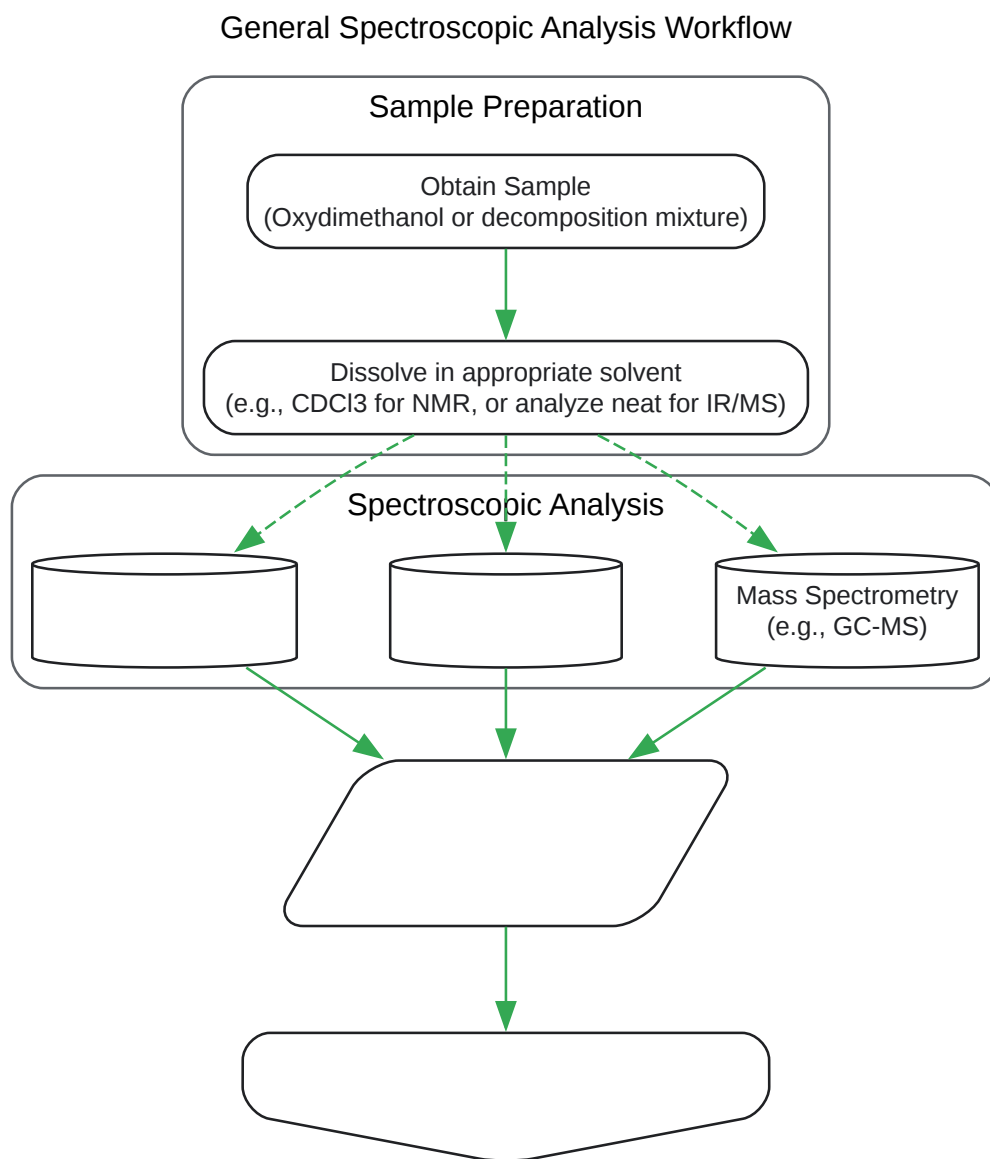 General Spectroscopic Analysis Workflow
Sample Preparation
Obtain Sample
(Oxydimethanol or decomposition mixture)
Dissolve in appropriate solvent
(e.g., CDCl3 for NMR, or analyze neat for IR/MS)
Spectroscopic Analysis
Mass Spectrometry
(e.g., GC-MS)